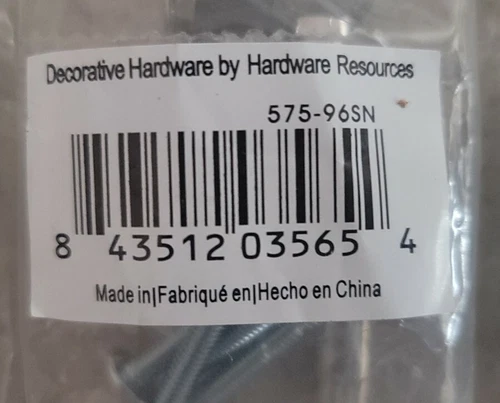 Decorative Hardware by Hardware Resources
575-96SN
8 43512 03565 4
Made in|Fabriqué en|Hecho en China